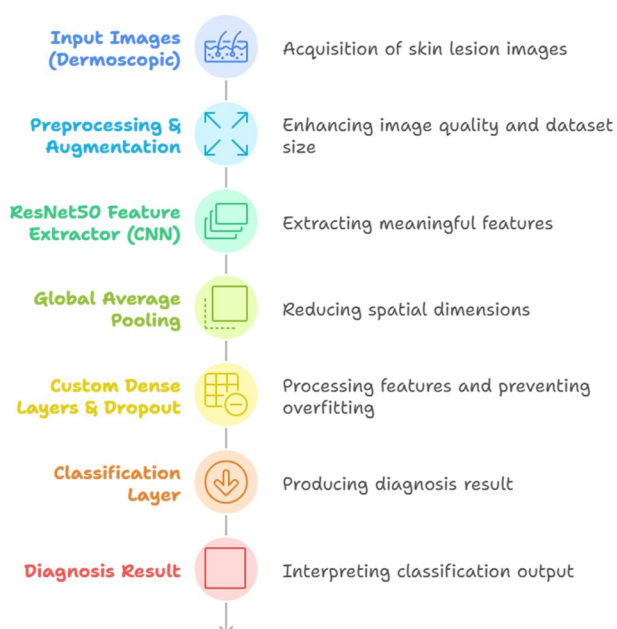 Input Images
(Dermoscopic)
Acquisition of skin lesion images
Preprocessing &
Augmentation
Enhancing image quality and dataset
size
ResNet50 Feature
Extractor (CNN)
Extracting meaningful features
Global Average
Pooling
Reducing spatial dimensions
Custom Dense
Layers & Dropout
Processing features and preventing
overfitting
Classification
Layer
Producing diagnosis result
Diagnosis Result
Interpreting classification output